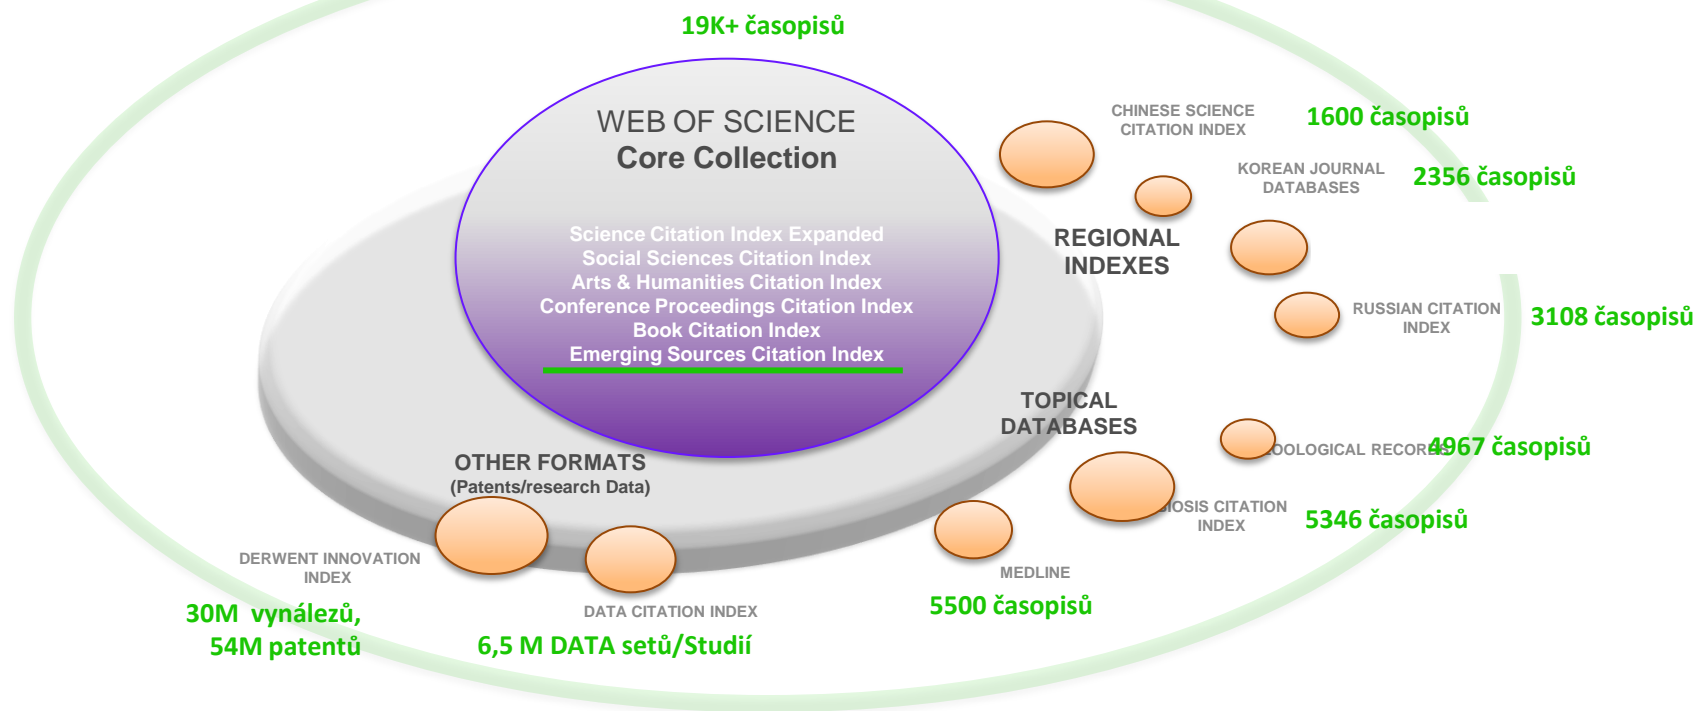 19K+ časopisů
WEB OF SCIENCE
Core Collection
Science Citation Index Expanded
Social Sciences Citation Index
Arts & Humanities Citation Index
Conference Proceedings Citation Index
Book Citation Index
Emerging Sources Citation Index
CHINESE SCIENCE
CITATION INDEX
1600 časopisů
KOREAN JOURNAL
DATABASES
2356 časopisů
REGIONAL
INDEXES
RUSSIAN CITATION
INDEX
3108 časopisů
TOPICAL
DATABASES
ZOOLOGICAL RECORDS
4967 časopisů
BIOSIS CITATION
INDEX
5346 časopisů
MEDLINE
5500 časopisů
OTHER FORMATS
(Patents/research Data)
DERWENT INNOVATION
INDEX
30M vynálezů,
54M patentů
DATA CITATION INDEX
6,5 M DATA setů/Studií